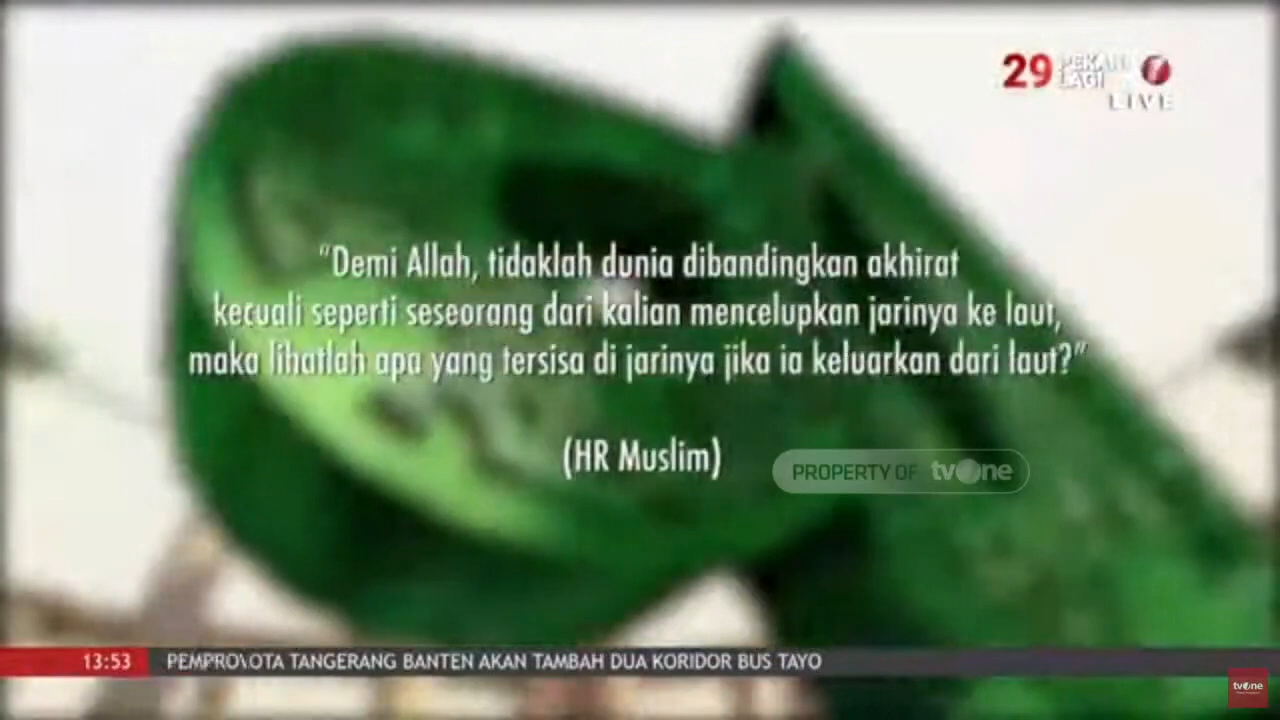 29 PEKAN LAGI
LIVE
“Demi Allah, tidaklah dunia dibandingkan akhirat
kecuali seperti seseorang dari kalian mencelupkan jarinya ke laut,
maka lihatlah apa yang tersisa di jarinya jika ia keluarkan dari laut?”
(HR Muslim)
PROPERTY OF tvOne
13:53 TANGERANG BANTEN AKAN TAMBAH DUA KORIDOR BUS TAYO
tvOne